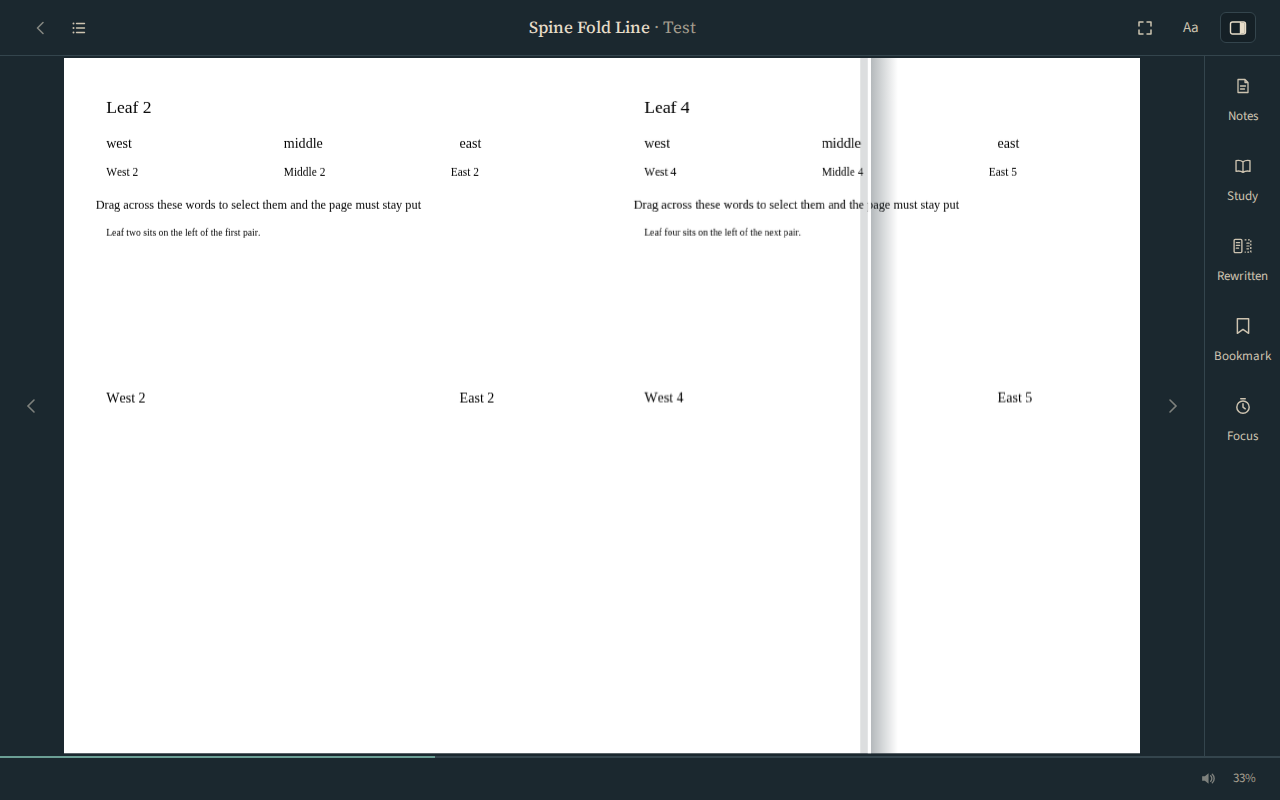 Spine Fold Line · Test
Aa
Leaf 2
west middle east
West 2 Middle 2 East 2
Drag across these words to select them and the page must stay put
Leaf two sits on the left of the first pair.
West 2 East 2
Leaf 4
west middle east
West 4 Middle 4 East 5
Drag across these words to select them and the page must stay put
Leaf four sits on the left of the next pair.
West 4 East 5
Notes
Study
Rewritten
Bookmark
Focus
33%